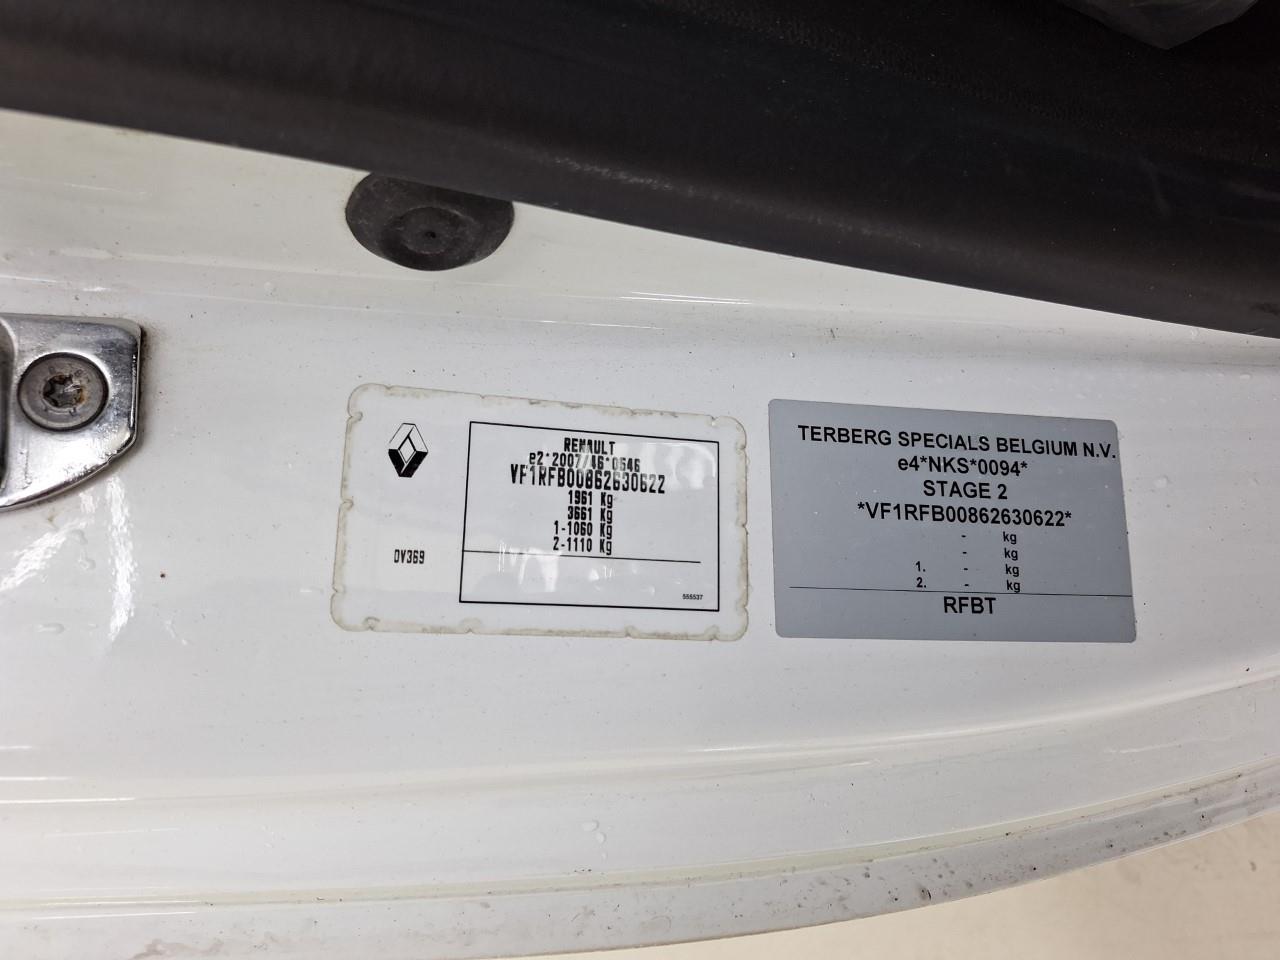 RENAULT
e2*2007/46*0546
VF1RFB00862630622
1961 Kg
3661 Kg
1-1060 Kg
2-1110 Kg
DV369
555537
TERBERG SPECIALS BELGIUM N.V.
e4*NKS*0094*
STAGE 2
*VF1RFB00862630622*
- kg
- kg
1. - kg
2. - kg
RFBT